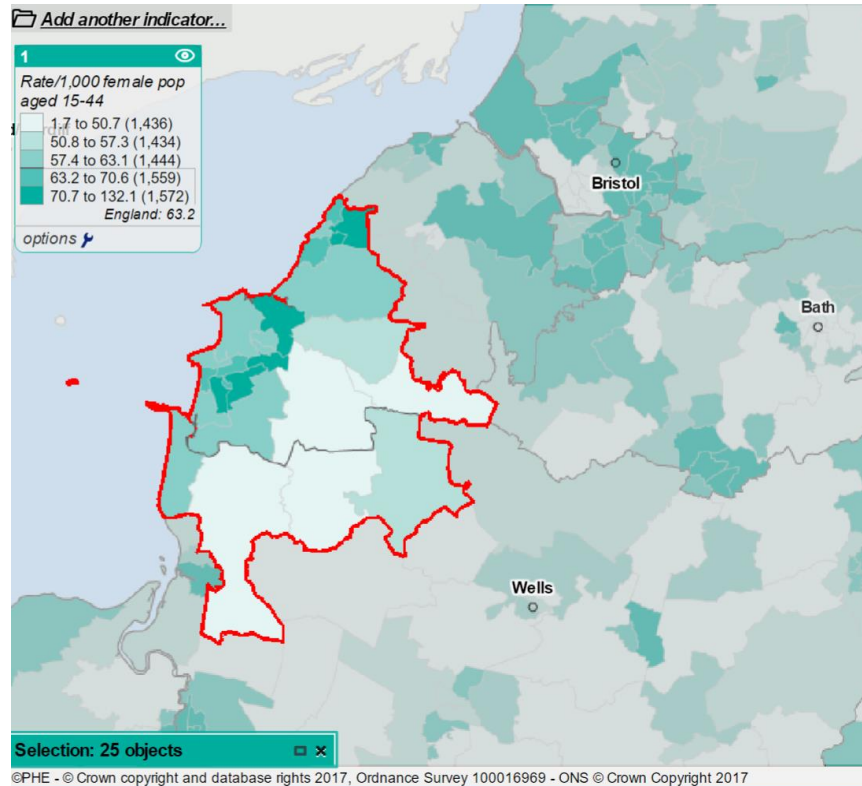 Add another indicator...
1
Rate/1,000 female pop
aged 15-44
1.7 to 50.7 (1,436)
50.8 to 57.3 (1,434)
57.4 to 63.1 (1,444)
63.2 to 70.6 (1,559)
70.7 to 132.1 (1,572)
England: 63.2
options
Bristol
Bath
Wells
Selection: 25 objects
©PHE - © Crown copyright and database rights 2017, Ordnance Survey 100016969 - ONS © Crown Copyright 2017